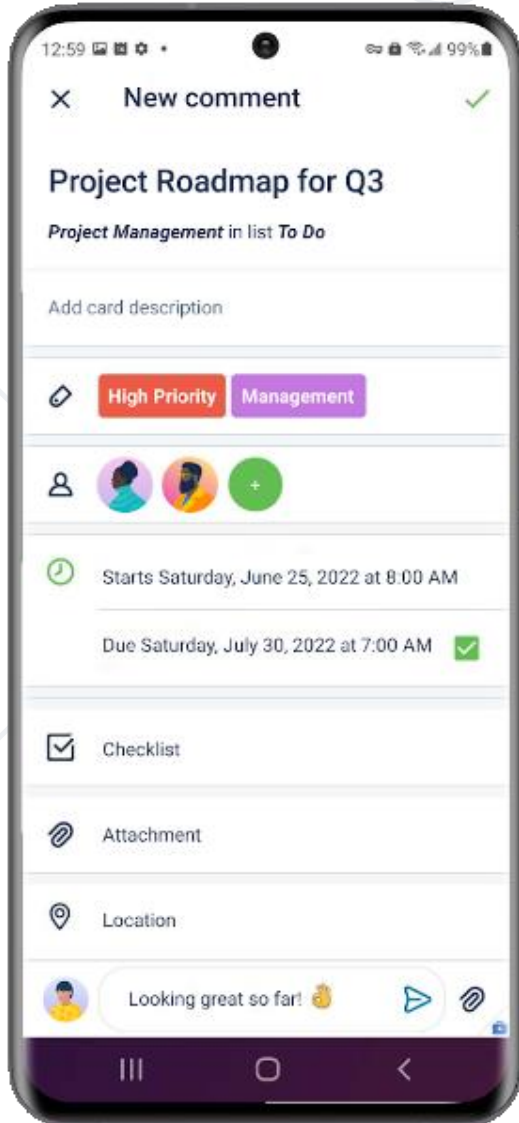 12:59 99%
New comment
Project Roadmap for Q3
Project Management in list To Do
Add card description
High Priority Management
+
Starts Saturday, June 25, 2022 at 8:00 AM
Due Saturday, July 30, 2022 at 7:00 AM
Checklist
Attachment
Location
Looking great so far! 👌